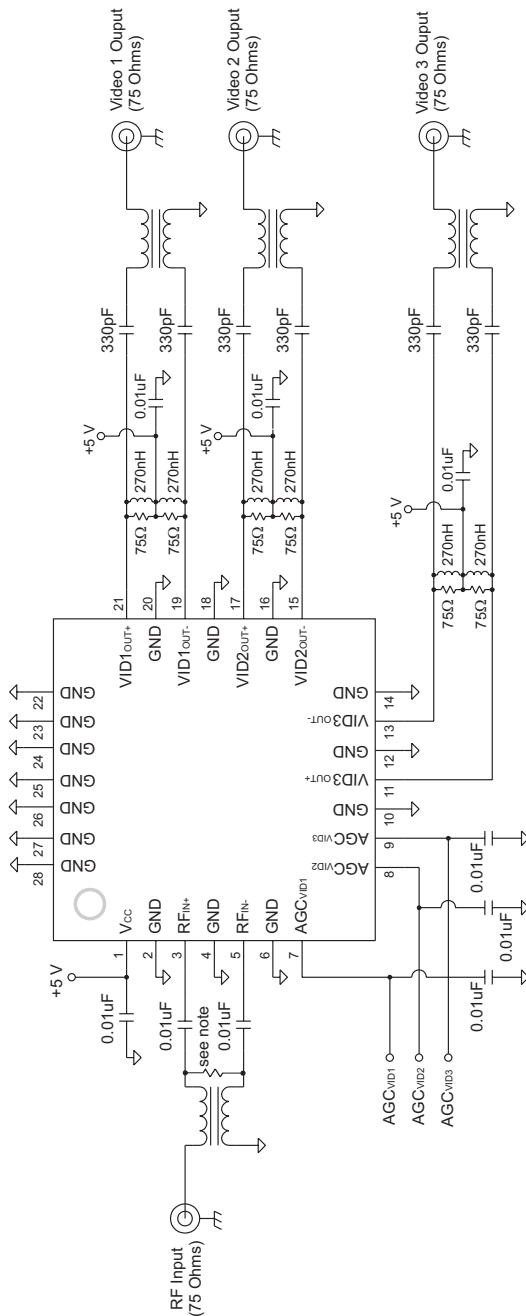 Video 1 Ouput
(75 Ohms)
Video 2 Ouput
(75 Ohms)
Video 3 Ouput
(75 Ohms)
330pF
330pF
330pF
330pF
330pF
330pF
0.01uF
0.01uF
0.01uF
+5 V
+5 V
+5 V
270nH
270nH
270nH
270nH
270nH
270nH
75Ω
75Ω
75Ω
75Ω
75Ω
75Ω
21
20
19
18
17
16
15
VID1OUT+
GND
VID1OUT-
GND
VID2OUT+
GND
VID2OUT-
22
23
24
25
26
27
28
GND
GND
GND
GND
GND
GND
GND
14
13
12
11
10
9
8
GND
VID3OUT-
GND
VID3OUT+
GND
AGCVID3
AGCVID2
VCC
GND
RFIN+
GND
RFIN-
GND
AGCVID1
1
2
3
4
5
6
7
+5 V
0.01uF
0.01uF
see note
0.01uF
0.01uF
0.01uF
0.01uF
AGCVID1
AGCVID2
AGCVID3
RF Input
(75 Ohms)